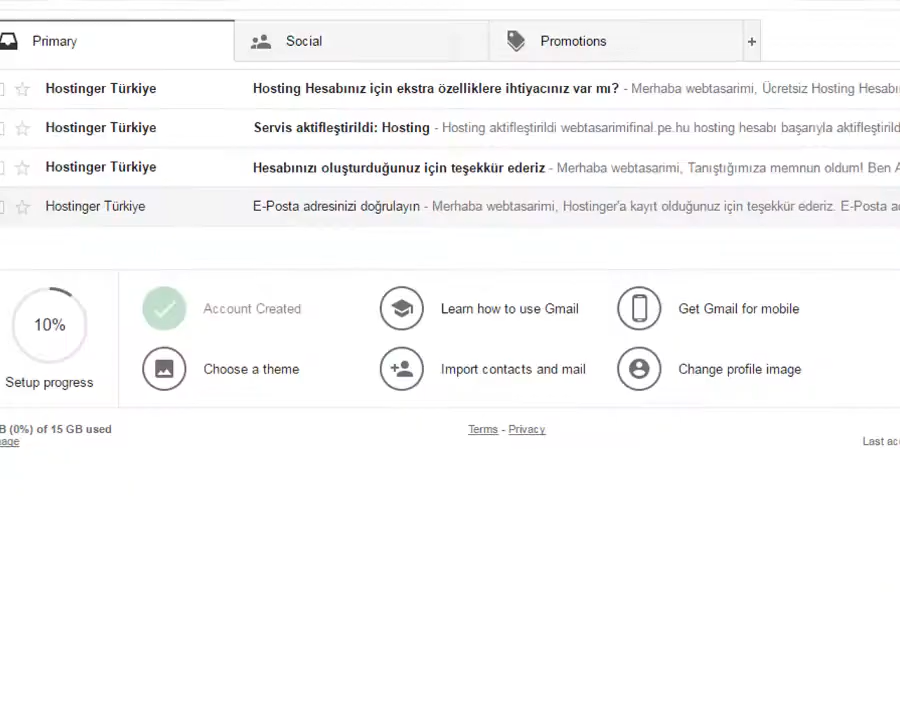 Primary Social Promotions +
Hostinger Türkiye Hosting Hesabınız için ekstra özelliklere ihtiyacınız var mı? - Merhaba webtasarimi, Ücretsiz Hosting Hesabı
Hostinger Türkiye Servis aktifleştirildi: Hosting - Hosting aktifleştirildi webtasarimifinal.pe.hu hosting hesabı başarıyla aktifleştirild
Hostinger Türkiye Hesabınızı oluşturduğunuz için teşekkür ederiz - Merhaba webtasarimi, Tanıştığımıza memnun oldum! Ben A
Hostinger Türkiye E-Posta adresinizi doğrulayın - Merhaba webtasarimi, Hostinger'a kayıt olduğunuz için teşekkür ederiz. E-Posta a
10%
Setup progress
Account Created Learn how to use Gmail Get Gmail for mobile
Choose a theme Import contacts and mail Change profile image
B (0%) of 15 GB used
Terms - Privacy
Last ac